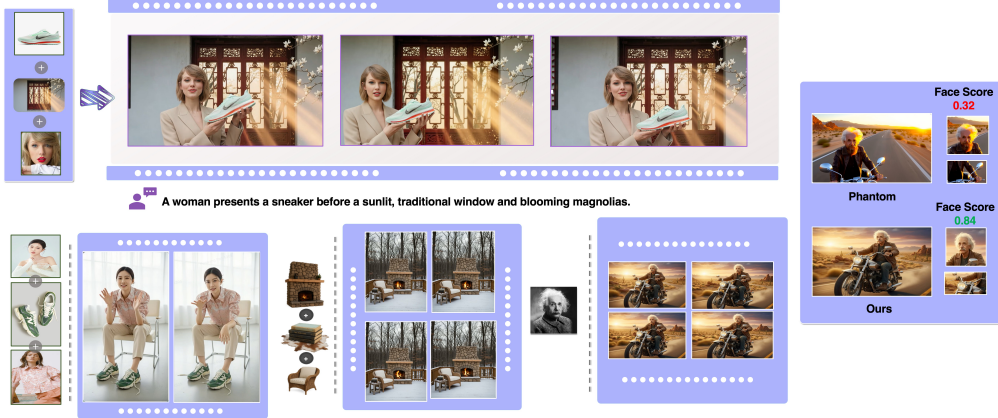 Face Score
0.32
Phantom
A woman presents a sneaker before a sunlit, traditional window and blooming magnolias.
Face Score
0.84
Ours